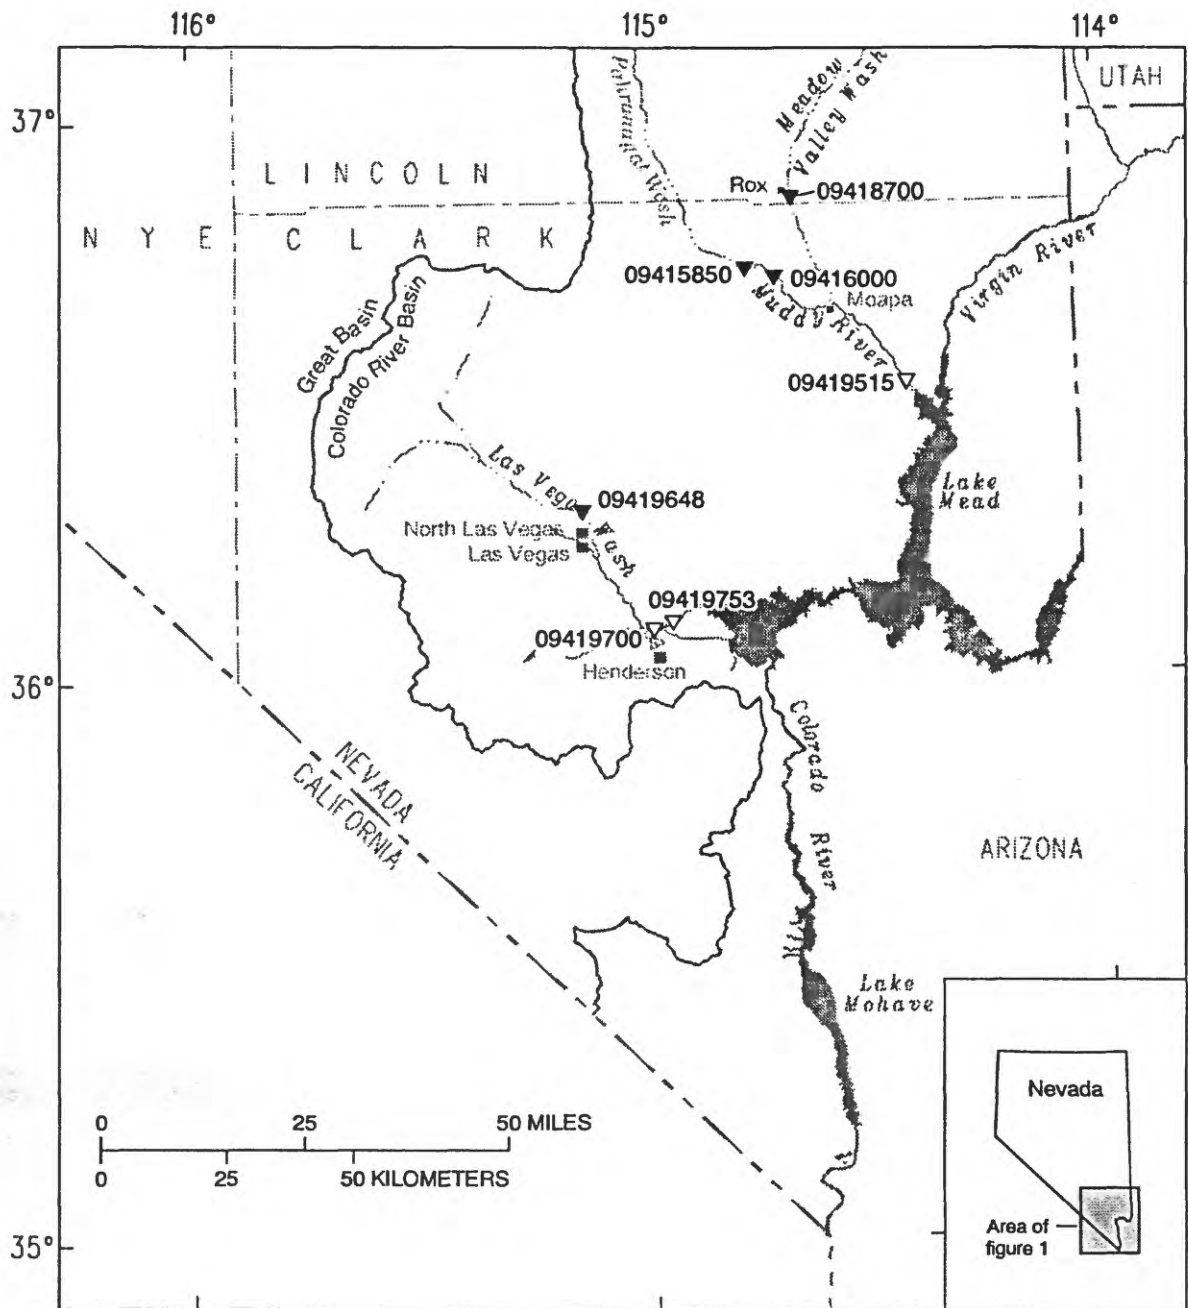 116°
115°
114°
UTAH
37°
Pahranagat Wash
Meadow
Valley Wash
LINCOLN
Rox
09418700
NYE
CLARK
Virgin River
09415850
09416000
Moapa
Muddy River
Great Basin
Colorado River Basin
09419515
Las Vegas Wash
09419648
Lake
Mead
North Las Vegas
Las Vegas
09419753
09419700
Henderson
36°
Colorado River
NEVADA
CALIFORNIA
ARIZONA
Lake
Mohave
0 25 50 MILES
0 25 50 KILOMETERS
Nevada
Area of
figure 1
35°